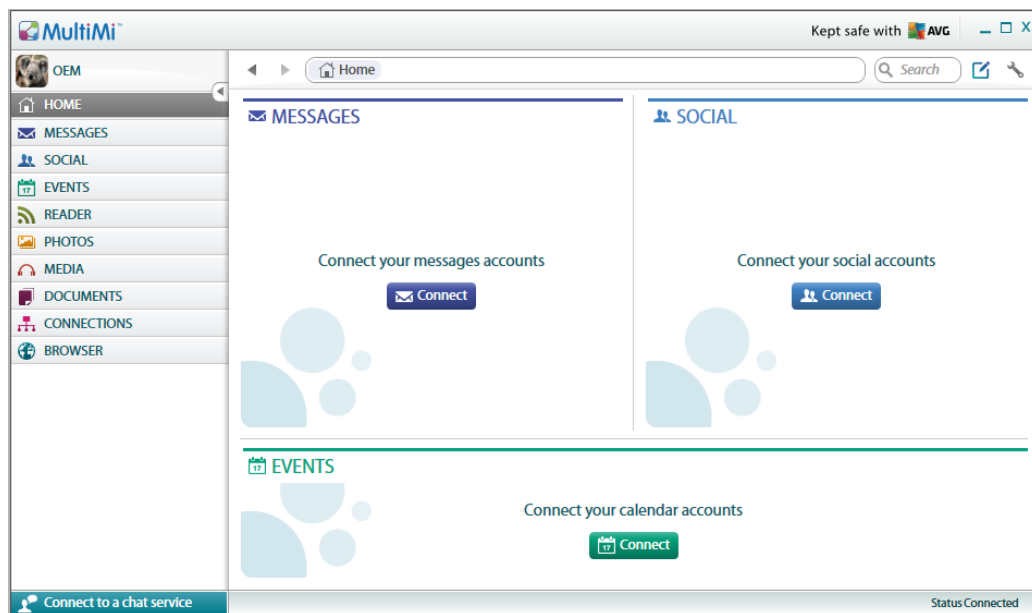 MultiMi™
Kept safe with AVG
X
OEM
Home
Search
HOME
MESSAGES
SOCIAL
EVENTS
READER
PHOTOS
MEDIA
DOCUMENTS
CONNECTIONS
BROWSER
MESSAGES
Connect your messages accounts
Connect
SOCIAL
Connect your social accounts
Connect
17 EVENTS
Connect your calendar accounts
17 Connect
Connect to a chat service
Status Connected